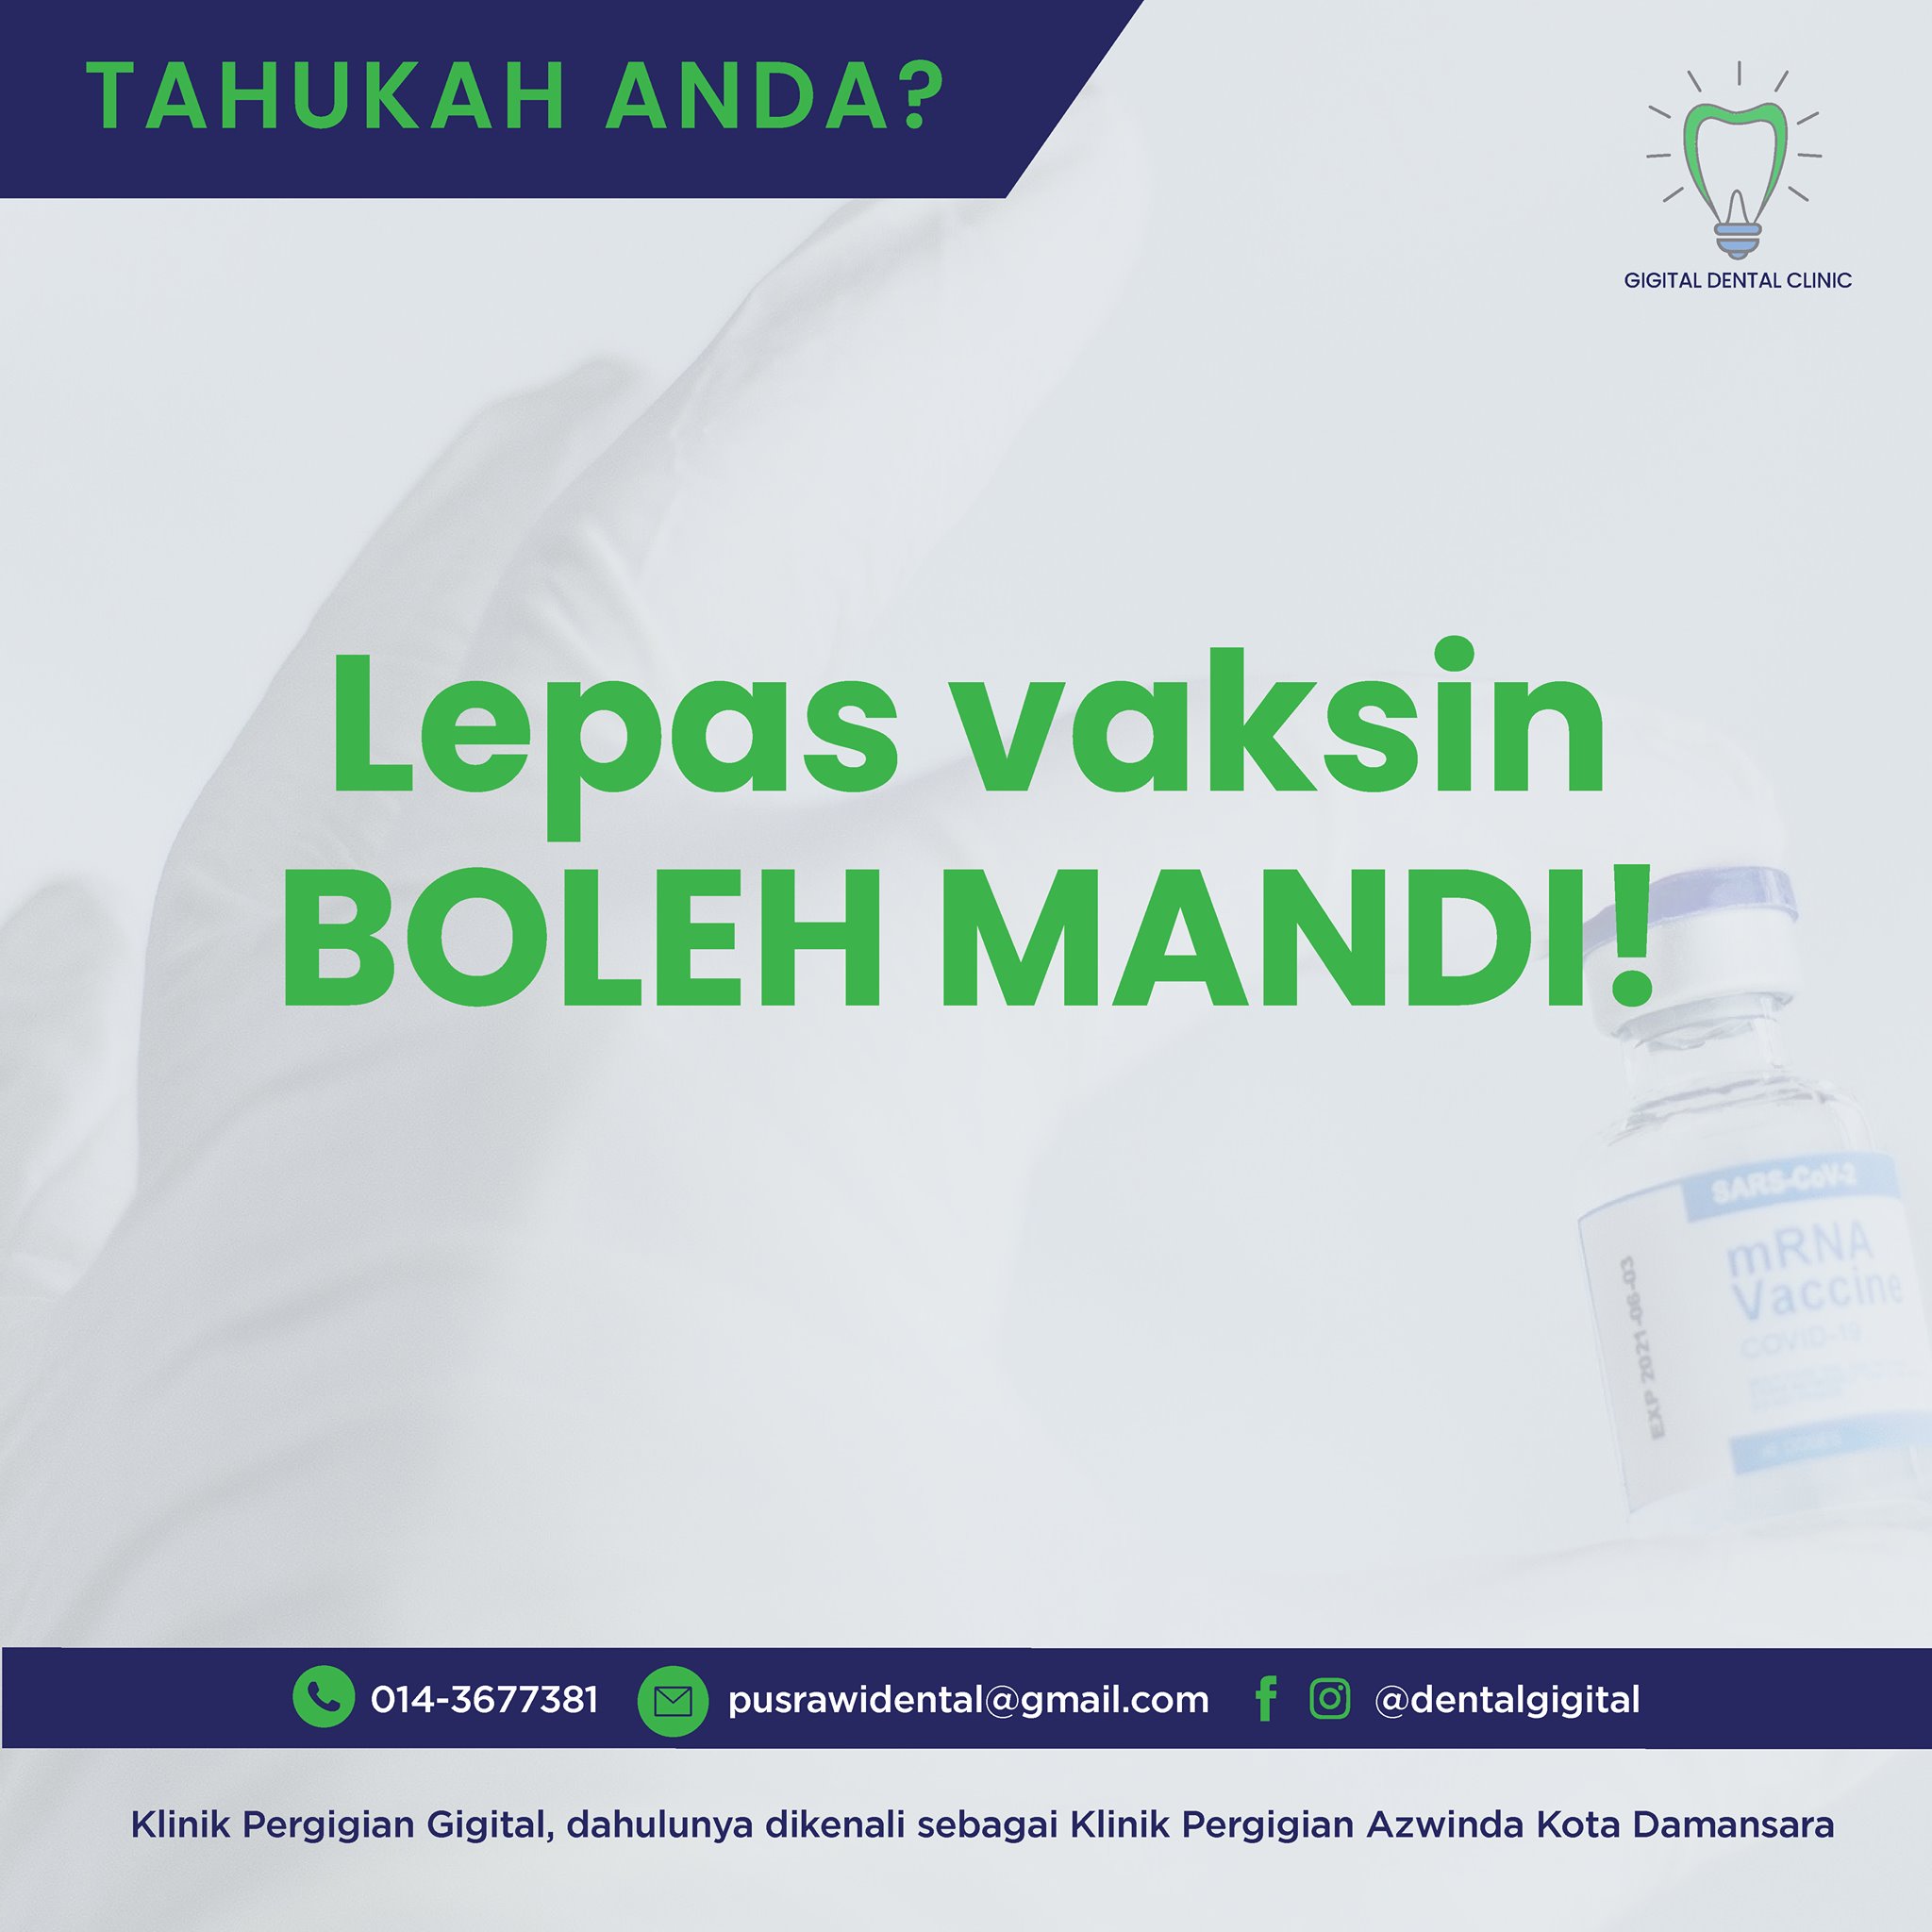 TAHUKAH ANDA?
GIGITAL DENTAL CLINIC
Lepas vaksin
BOLEH MANDI!
SARS-CoV-2
mRNA
Vaccine
COVID-19
EXP 2021-08-03
014-3677381 pusrawidental@gmail.com @dentalgigital
Klinik Pergigian Gigital, dahulunya dikenali sebagai Klinik Pergigian Azwinda Kota Damansara